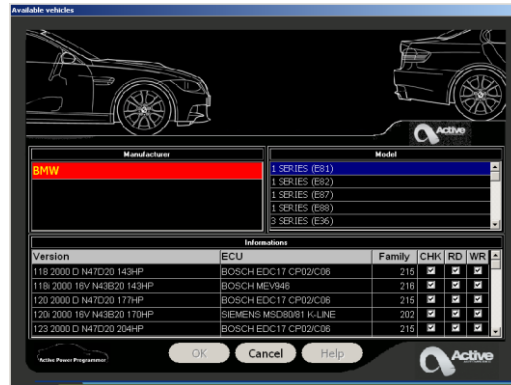 Available vehicles
Active
Manufacturer
BMW
Model
1 SERIES (E81)
1 SERIES (E82)
1 SERIES (E87)
1 SERIES (E88)
3 SERIES (E36)
Informations
Version ECU Family CHK RD WR
118 2000 D N47D20 143HP BOSCH EDC17 CP02/C06 215
118i 2000 16V N43B20 143HP BOSCH MEV946 216
120 2000 D N47D20 177HP BOSCH EDC17 CP02/C06 215
120i 2000 16V N43B20 170HP SIEMENS MSD80/81 K-LINE 202
123 2000 D N47D20 204HP BOSCH EDC17 CP02/C06 215
Active Power Programmer
OK Cancel Help
Active